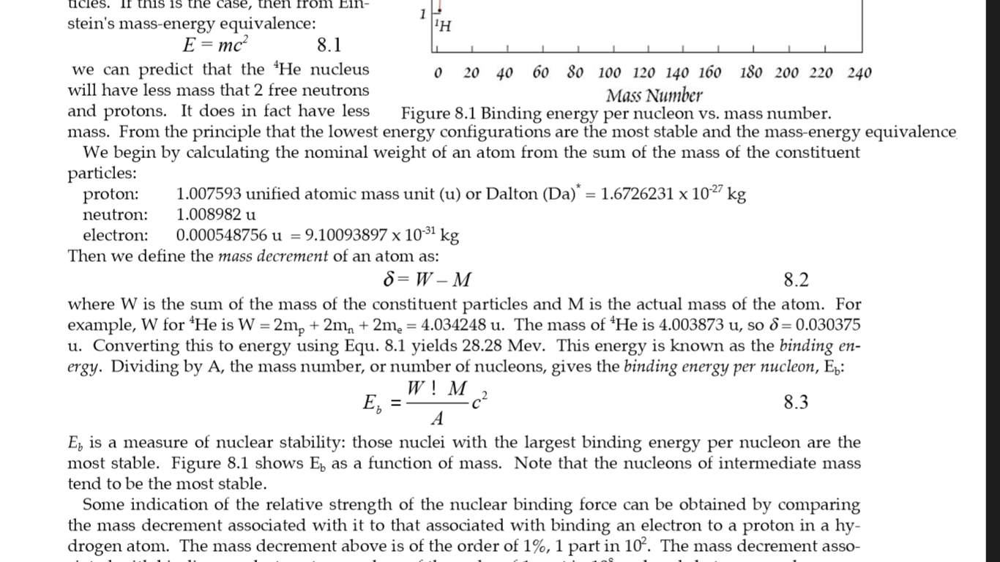 ticles. If this is the case, then from Ein-
stein's mass-energy equivalence:
E = mc² 8.1
we can predict that the ⁴He nucleus
will have less mass that 2 free neutrons
and protons. It does in fact have less
1
¹H
0 20 40 60 80 100 120 140 160 180 200 220 240
Mass Number
Figure 8.1 Binding energy per nucleon vs. mass number.
mass. From the principle that the lowest energy configurations are the most stable and the mass-energy equivalence
We begin by calculating the nominal weight of an atom from the sum of the mass of the constituent
particles:
proton: 1.007593 unified atomic mass unit (u) or Dalton (Da)* = 1.6726231 x 10⁻²⁷ kg
neutron: 1.008982 u
electron: 0.000548756 u = 9.10093897 x 10⁻³¹ kg
Then we define the mass decrement of an atom as:
δ = W – M 8.2
where W is the sum of the mass of the constituent particles and M is the actual mass of the atom. For
example, W for ⁴He is W = 2mₚ + 2mₙ + 2mₑ = 4.034248 u. The mass of ⁴He is 4.003873 u, so δ = 0.030375
u. Converting this to energy using Equ. 8.1 yields 28.28 Mev. This energy is known as the binding en-
ergy. Dividing by A, the mass number, or number of nucleons, gives the binding energy per nucleon, E_b:
E_b = (W ! M / A) c² 8.3
E_b is a measure of nuclear stability: those nuclei with the largest binding energy per nucleon are the
most stable. Figure 8.1 shows E_b as a function of mass. Note that the nucleons of intermediate mass
tend to be the most stable.
Some indication of the relative strength of the nuclear binding force can be obtained by comparing
the mass decrement associated with it to that associated with binding an electron to a proton in a hy-
drogen atom. The mass decrement above is of the order of 1%, 1 part in 10². The mass decrement asso-